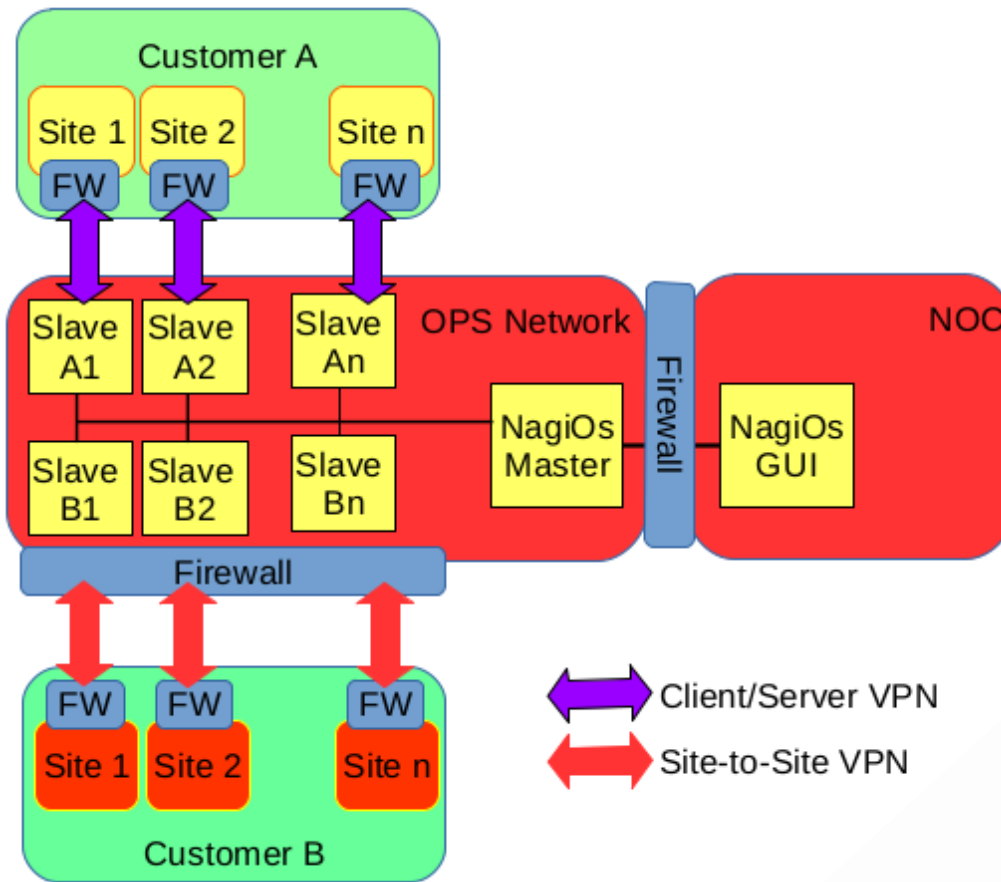 Customer A
Site 1
Site 2
Site n
FW
FW
FW
Slave
A1
Slave
A2
Slave
An
OPS Network
NOC
Firewall
NagiOs
Master
NagiOs
GUI
Slave
B1
Slave
B2
Slave
Bn
Firewall
FW
FW
FW
Site 1
Site 2
Site n
Customer B
Client/Server VPN
Site-to-Site VPN